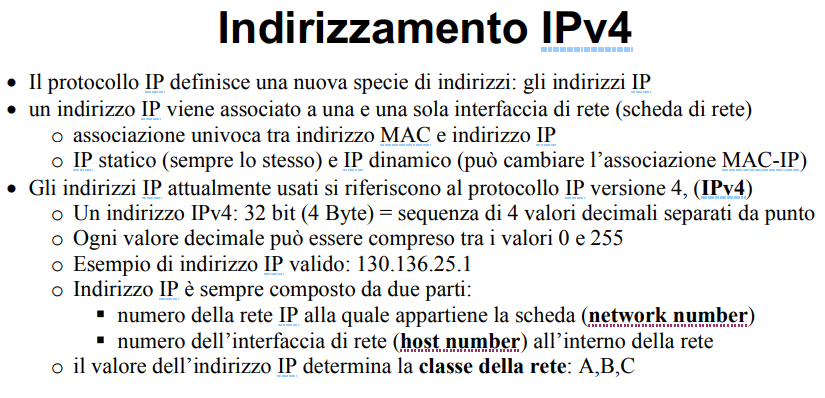 Indirizzamento IPv4
• Il protocollo IP definisce una nuova specie di indirizzi: gli indirizzi IP
• un indirizzo IP viene associato a una e una sola interfaccia di rete (scheda di rete)
o associazione univoca tra indirizzo MAC e indirizzo IP
o IP statico (sempre lo stesso) e IP dinamico (può cambiare l'associazione MAC-IP)
• Gli indirizzi IP attualmente usati si riferiscono al protocollo IP versione 4, (IPv4)
o Un indirizzo IPv4: 32 bit (4 Byte) = sequenza di 4 valori decimali separati da punto
o Ogni valore decimale può essere compreso tra i valori 0 e 255
o Esempio di indirizzo IP valido: 130.136.25.1
o Indirizzo IP è sempre composto da due parti:
▪ numero della rete IP alla quale appartiene la scheda (network number)
▪ numero dell'interfaccia di rete (host number) all'interno della rete
o il valore dell'indirizzo IP determina la classe della rete: A,B,C